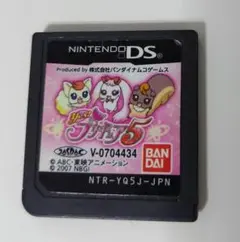 NINTENDO DS
Produced by 株式会社バンダイナムコゲームス
プリキュア5
V-0704434
BAN
DAI
© ABC・東映アニメーション
© 2007 NBGI
NTR-YQ5J-JPN